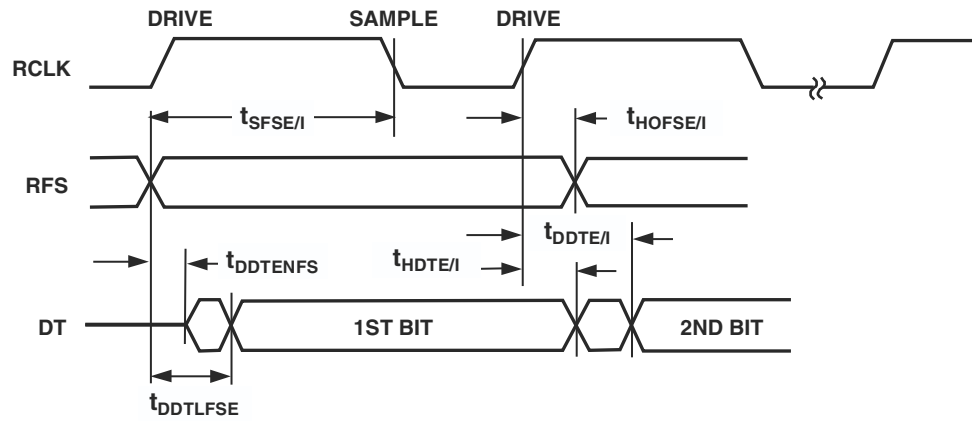 DRIVE SAMPLE DRIVE
RCLK
tSFSE/I tHOFSE/I
RFS
tDDTE/I
tDDTENFS tHDTE/I
DT 1ST BIT 2ND BIT
tDDTLFSE